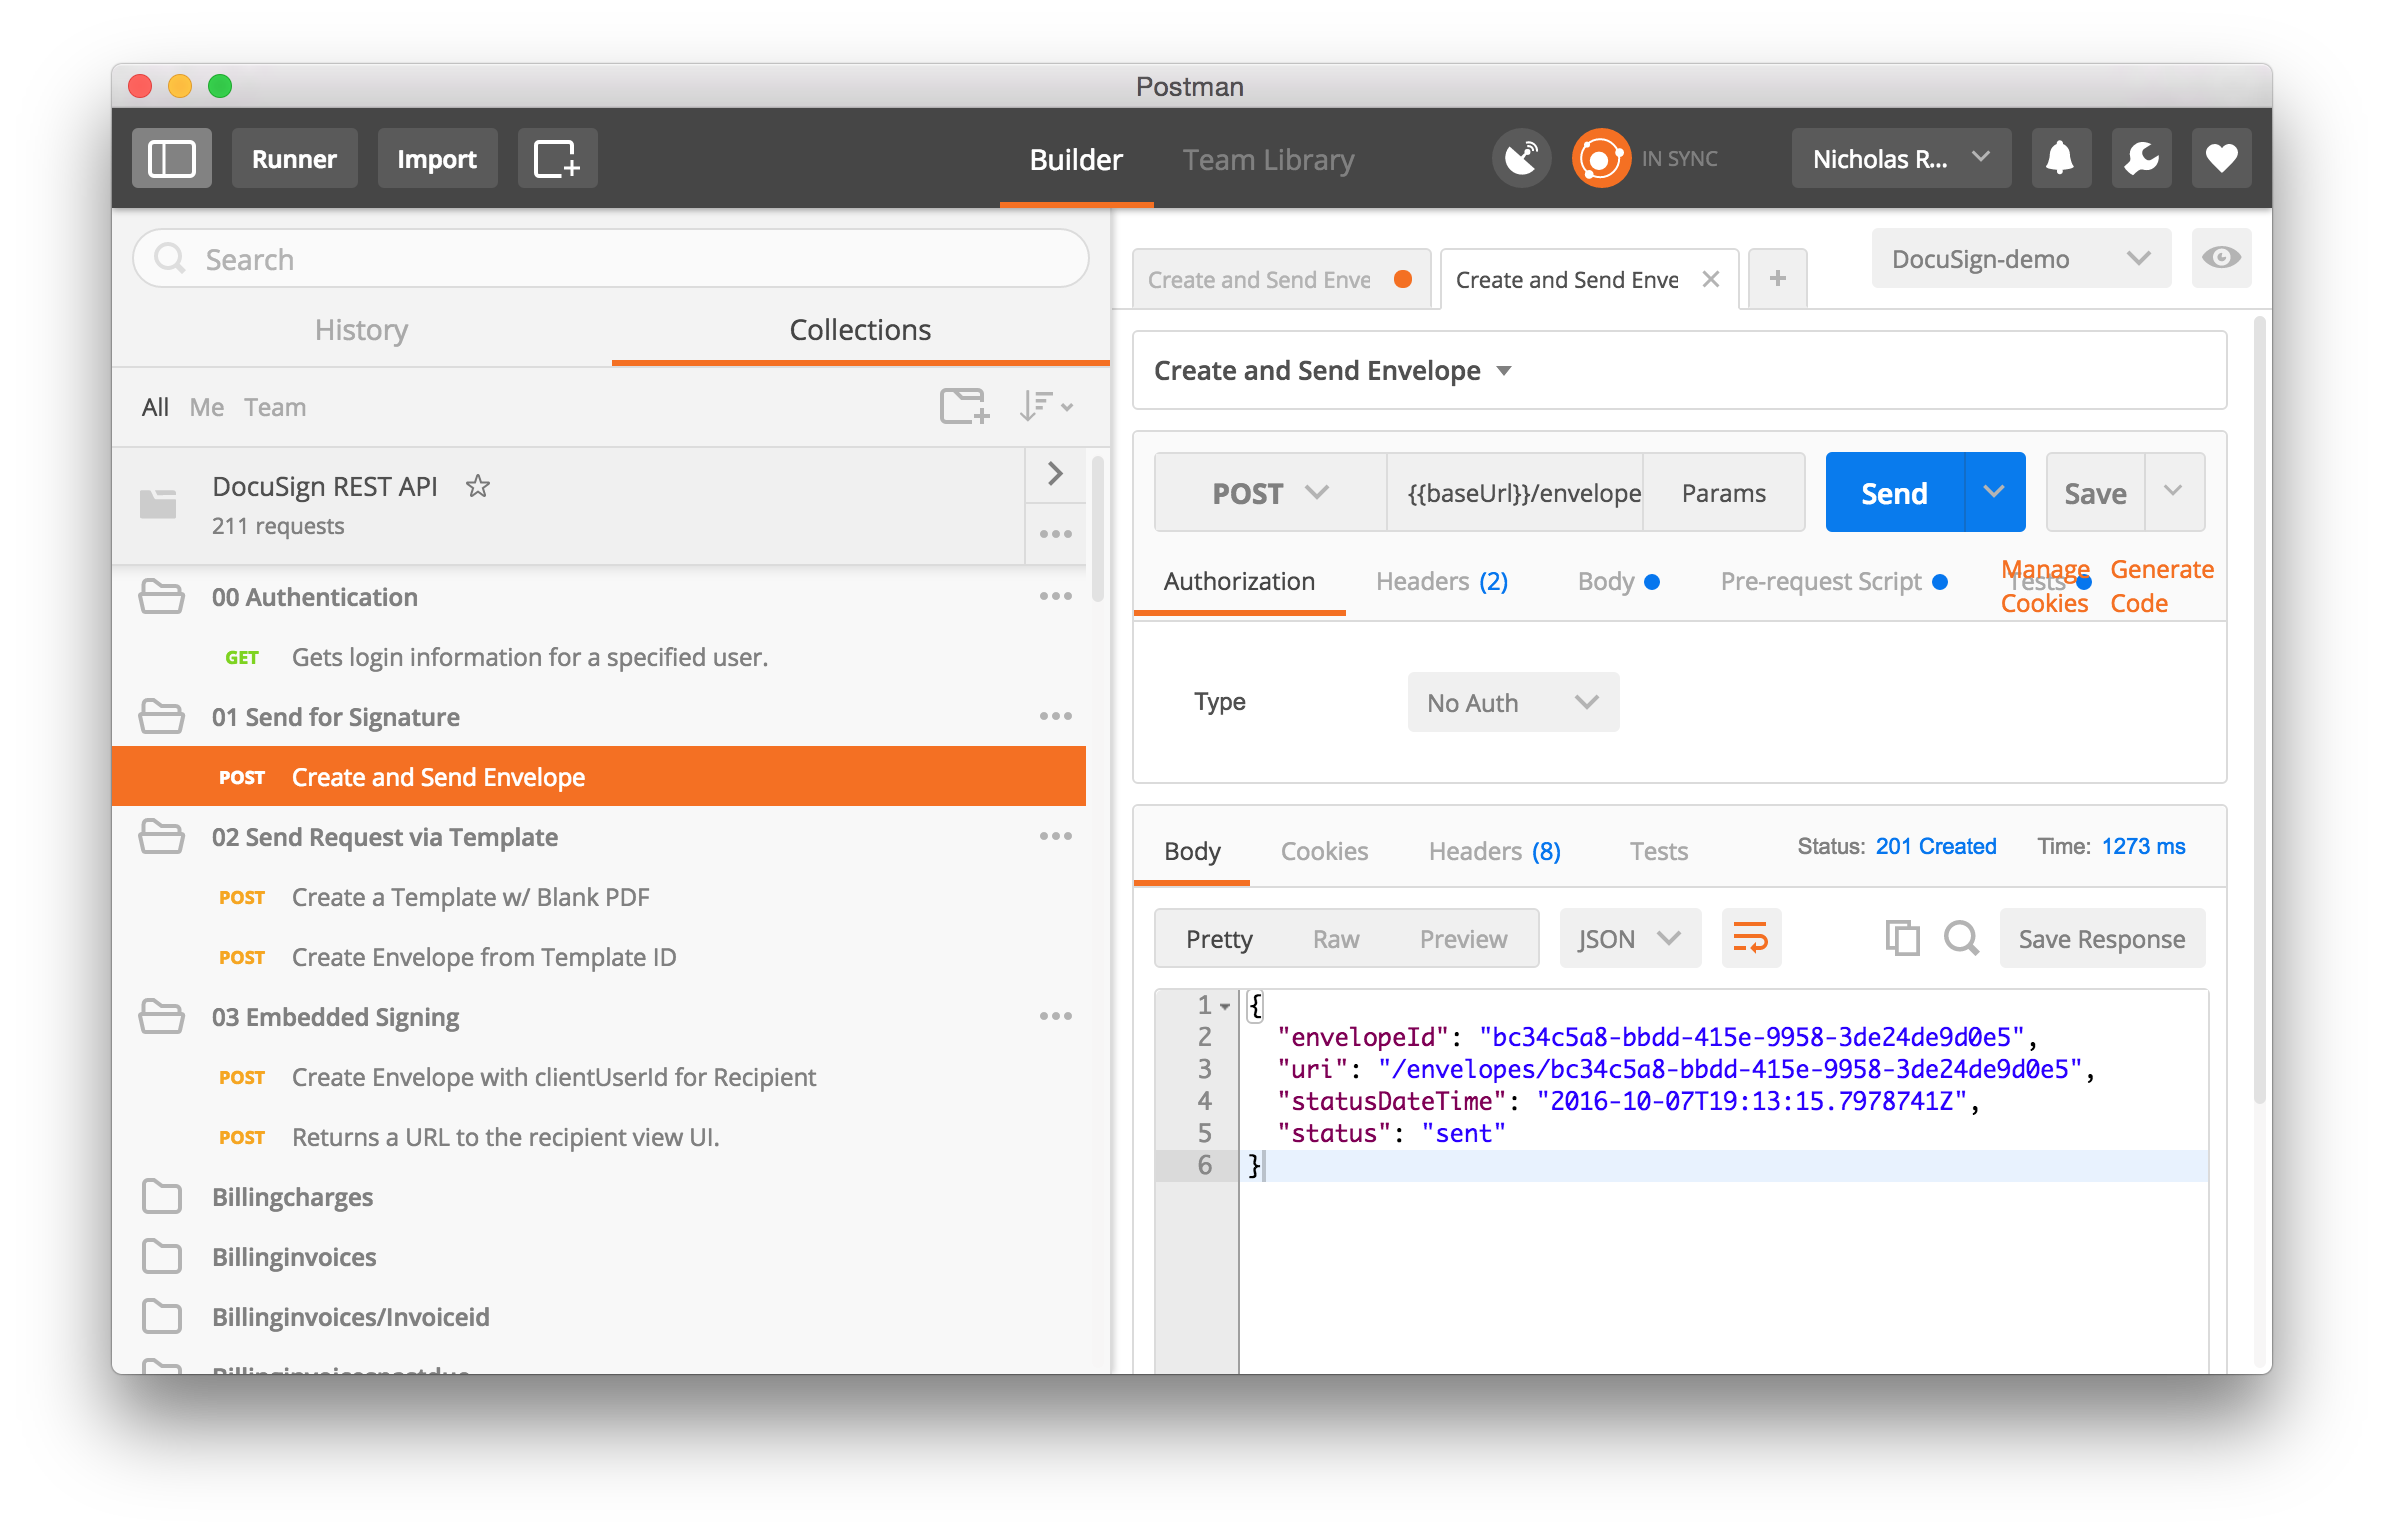 Postman
Runner
Import
Builder
Team Library
IN SYNC
Nicholas R...
Search
History
Collections
All
Me
Team
DocuSign REST API
211 requests
00 Authentication
GET Gets login information for a specified user.
01 Send for Signature
POST Create and Send Envelope
02 Send Request via Template
POST Create a Template w/ Blank PDF
POST Create Envelope from Template ID
03 Embedded Signing
POST Create Envelope with clientUserId for Recipient
POST Returns a URL to the recipient view UI.
Billingcharges
Billinginvoices
Billinginvoices/Invoiceid
Billinginvoicespastdue
Create and Send Enve
Create and Send Enve
DocuSign-demo
Create and Send Envelope
POST
{{baseUrl}}/envelope
Params
Send
Save
Authorization
Headers (2)
Body
Pre-request Script
Tests
Manage Cookies
Generate Code
Type
No Auth
Body
Cookies
Headers (8)
Tests
Status: 201 Created
Time: 1273 ms
Pretty
Raw
Preview
JSON
Save Response
1 {
2 "envelopeId": "bc34c5a8-bbdd-415e-9958-3de24de9d0e5",
3 "uri": "/envelopes/bc34c5a8-bbdd-415e-9958-3de24de9d0e5",
4 "statusDateTime": "2016-10-07T19:13:15.7978741Z",
5 "status": "sent"
6 }